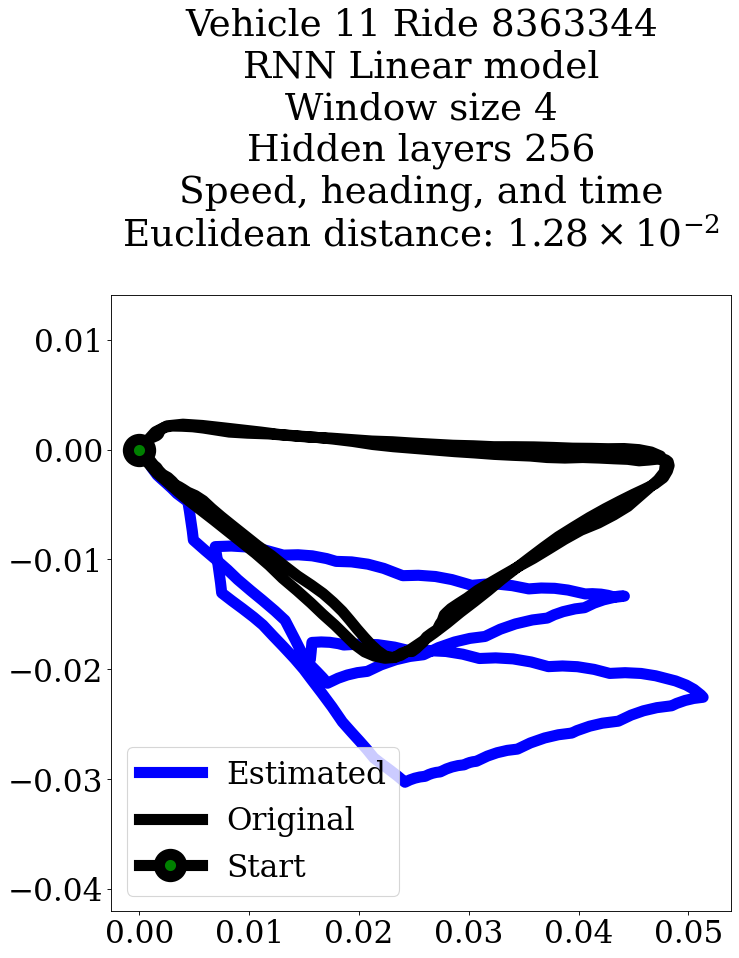 Vehicle 11 Ride 8363344
RNN Linear model
Window size 4
Hidden layers 256
Speed, heading, and time
Euclidean distance: 1.28 × 10⁻²
0.01
0.00
−0.01
−0.02
−0.03
−0.04
Estimated
Original
Start
0.00 0.01 0.02 0.03 0.04 0.05